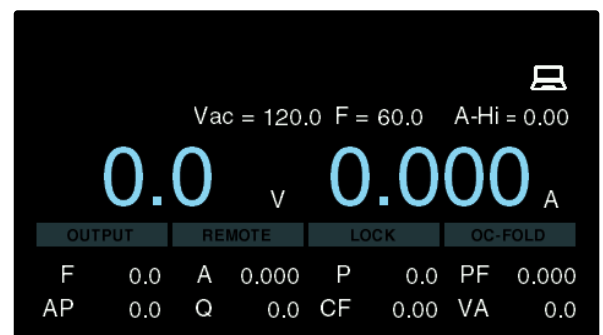 Vac = 120.0 F = 60.0 A-Hi = 0.00
0.0 V 0.000 A
OUTPUT REMOTE LOCK OC-FOLD
F 0.0 A 0.000 P 0.0 PF 0.000
AP 0.0 Q 0.0 CF 0.00 VA 0.0